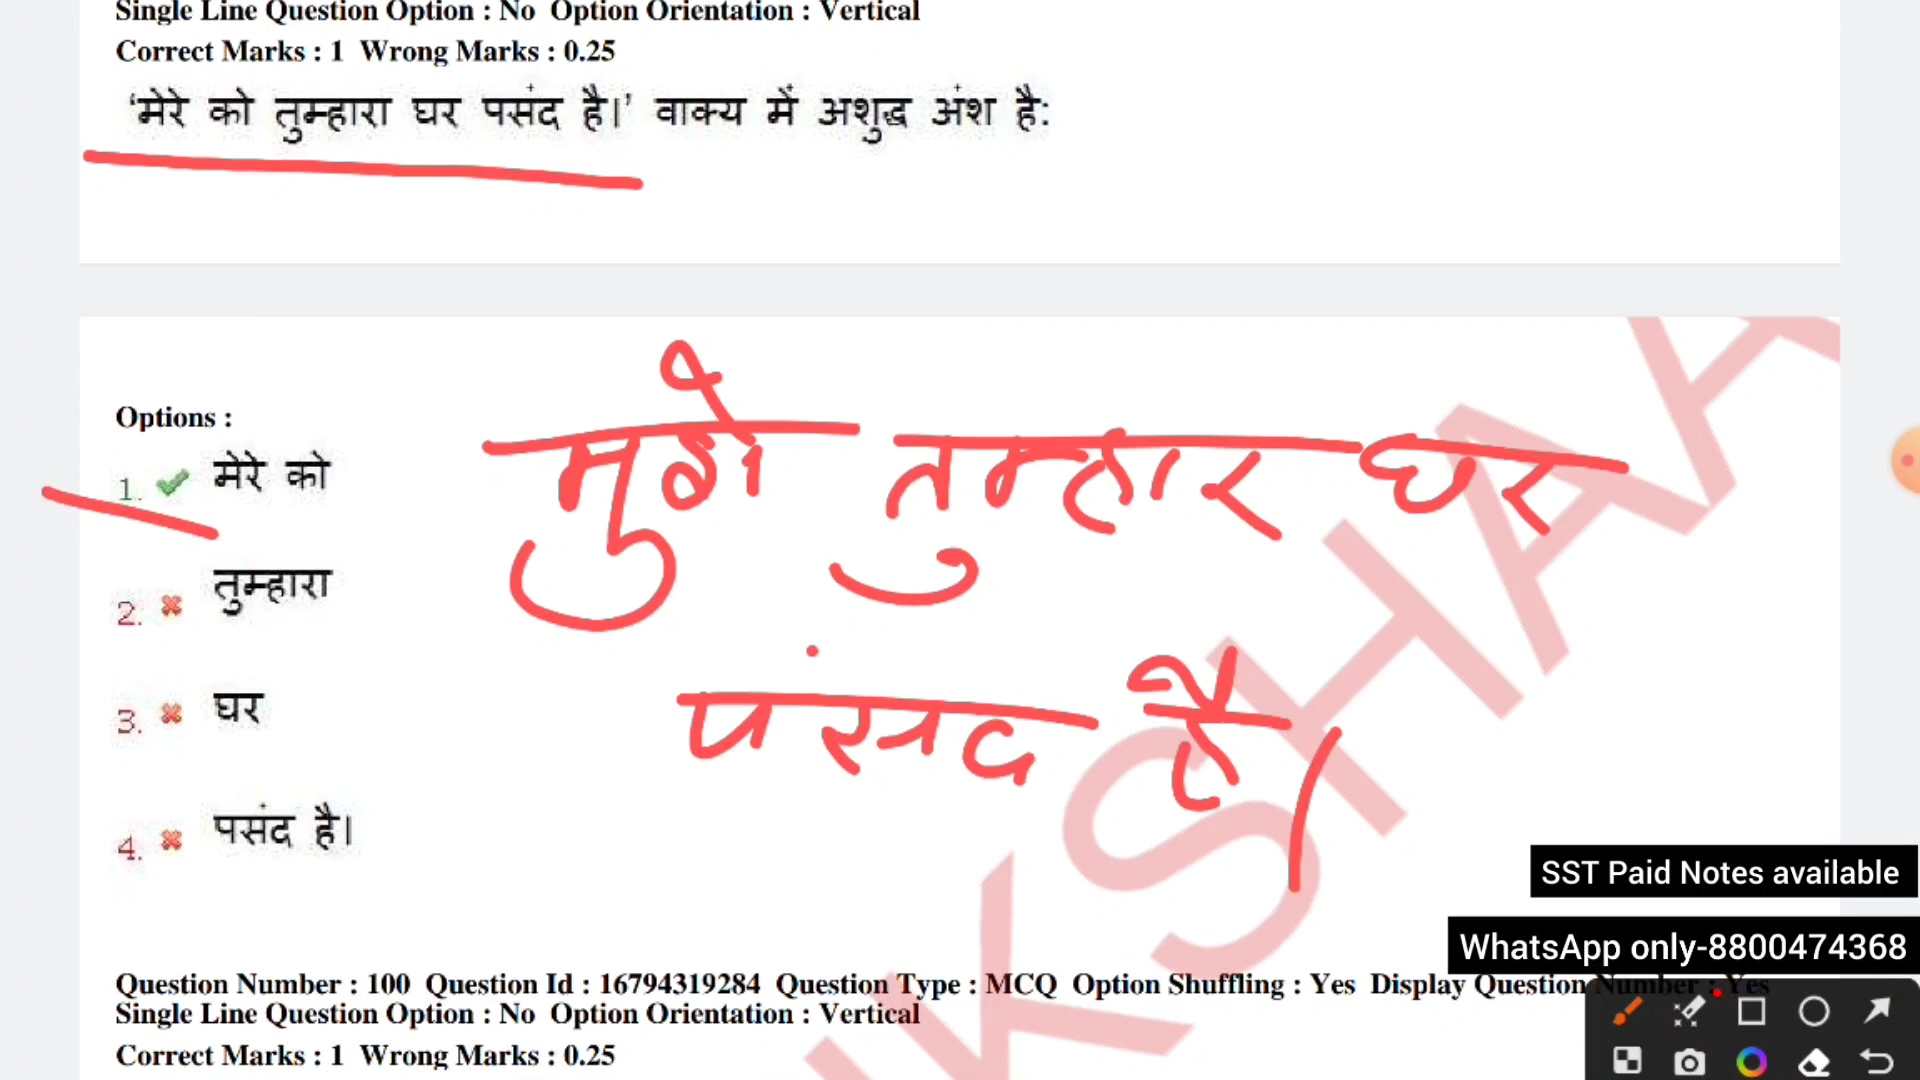 Single Line Question Option : No Option Orientation : Vertical
Correct Marks : 1 Wrong Marks : 0.25
'मेरे को तुम्हारा घर पसंद है।' वाक्य में अशुद्ध अंश है:
Options :
1. मेरे को
2. तुम्हारा
3. घर
4. पसंद है।
मुझे तुम्हार घर
पसंद है।
KSHAA
SST Paid Notes available
WhatsApp only-8800474368
Question Number : 100 Question Id : 16794319284 Question Type : MCQ Option Shuffling : Yes Display Question Number : Yes
Single Line Question Option : No Option Orientation : Vertical
Correct Marks : 1 Wrong Marks : 0.25